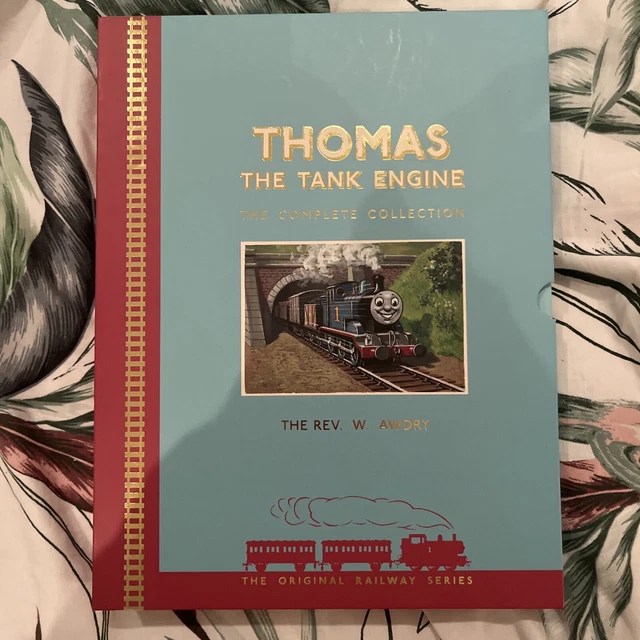 THOMAS
THE TANK ENGINE
THE COMPLETE COLLECTION
THE REV. W. AWDRY
THE ORIGINAL RAILWAY SERIES